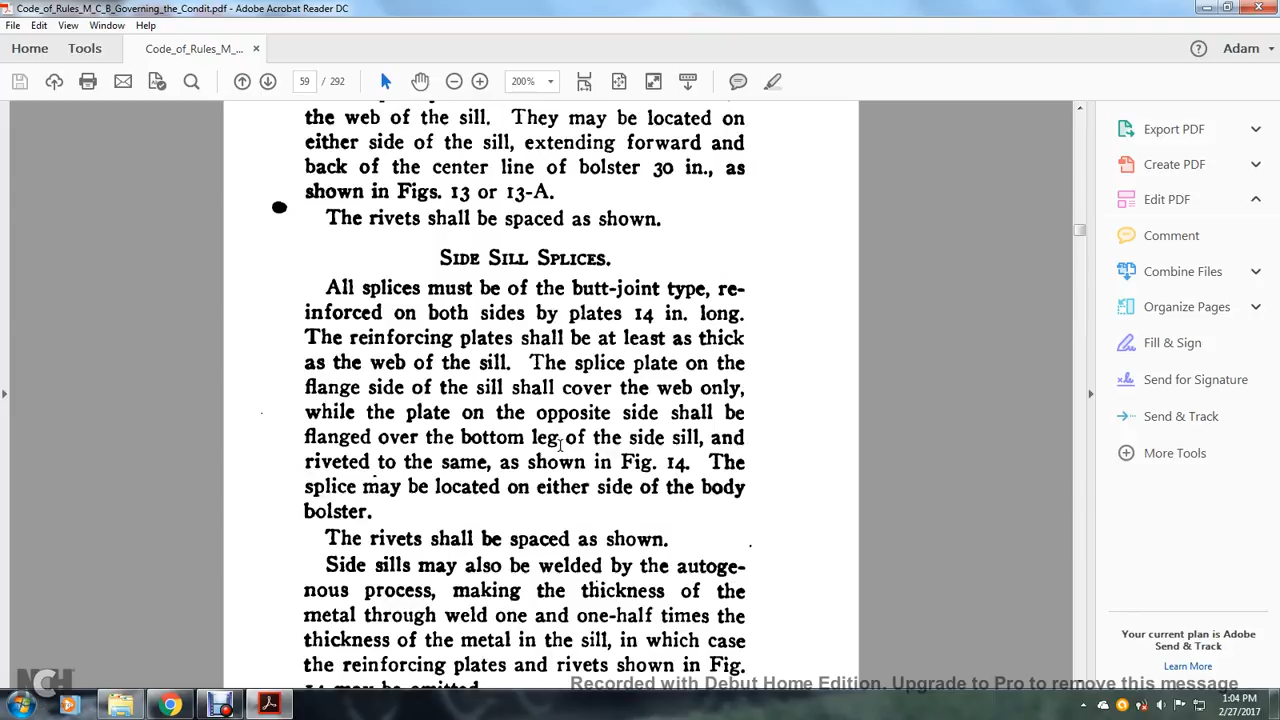 Code_of_Rules_M_C_B_Governing_the_Condit.pdf - Adobe Acrobat Reader DC
File Edit View Window Help
Home Tools Code_of_Rules_M_... × Adam
59 / 292 200%
the web of the sill. They may be located on
either side of the sill, extending forward and
back of the center line of bolster 30 in., as
shown in Figs. 13 or 13-A.
The rivets shall be spaced as shown.
SIDE SILL SPLICES.
All splices must be of the butt-joint type, re-
inforced on both sides by plates 14 in. long.
The reinforcing plates shall be at least as thick
as the web of the sill. The splice plate on the
flange side of the sill shall cover the web only,
while the plate on the opposite side shall be
flanged over the bottom leg of the side sill, and
riveted to the same, as shown in Fig. 14. The
splice may be located on either side of the body
bolster.
The rivets shall be spaced as shown.
Side sills may also be welded by the autoge-
nous process, making the thickness of the
metal through weld one and one-half times the
thickness of the metal in the sill, in which case
the reinforcing plates and rivets shown in Fig.
14 may be omitted.
Export PDF
Create PDF
Edit PDF
Comment
Combine Files
Organize Pages
Fill & Sign
Send for Signature
Send & Track
More Tools
Your current plan is Adobe
Send & Track
Learn More
NCH
Recorded with Debut Home Edition. Upgrade to Pro to remove this message
1:04 PM
2/27/2017